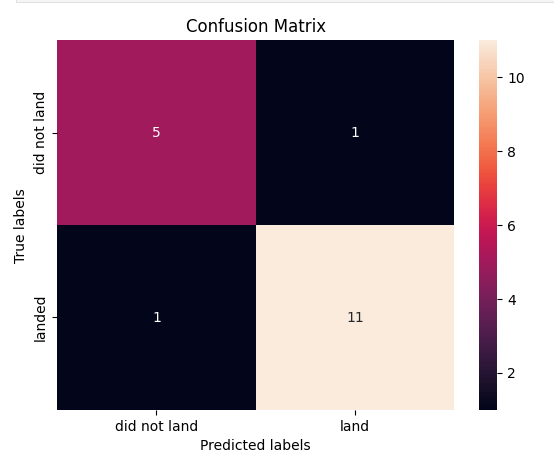 Confusion Matrix
True labels
did not land
5
1
landed
1
11
did not land
land
Predicted labels
10
8
6
4
2